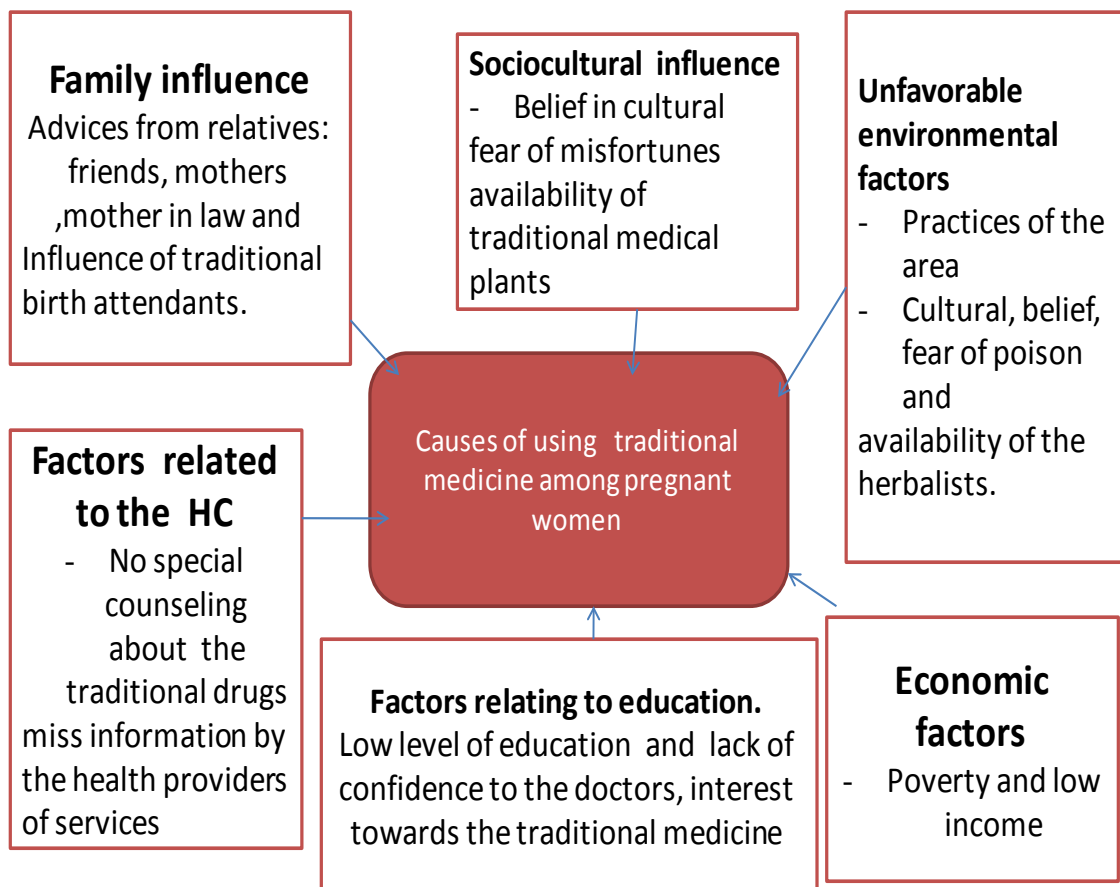 Family influence
Advices from relatives:
friends, mothers
,mother in law and
Influence of traditional
birth attendants.
Sociocultural influence
- Belief in cultural
fear of misfortunes
availability of
traditional medical
plants
Unfavorable
environmental
factors
- Practices of the
area
- Cultural, belief,
fear of poison
and
availability of the
herbalists.
Causes of using traditional
medicine among pregnant
women
Factors related
to the HC
- No special
counseling
about the
traditional drugs
miss information by
the health providers
of services
Factors relating to education.
Low level of education and lack of
confidence to the doctors, interest
towards the traditional medicine
Economic
factors
- Poverty and low
income